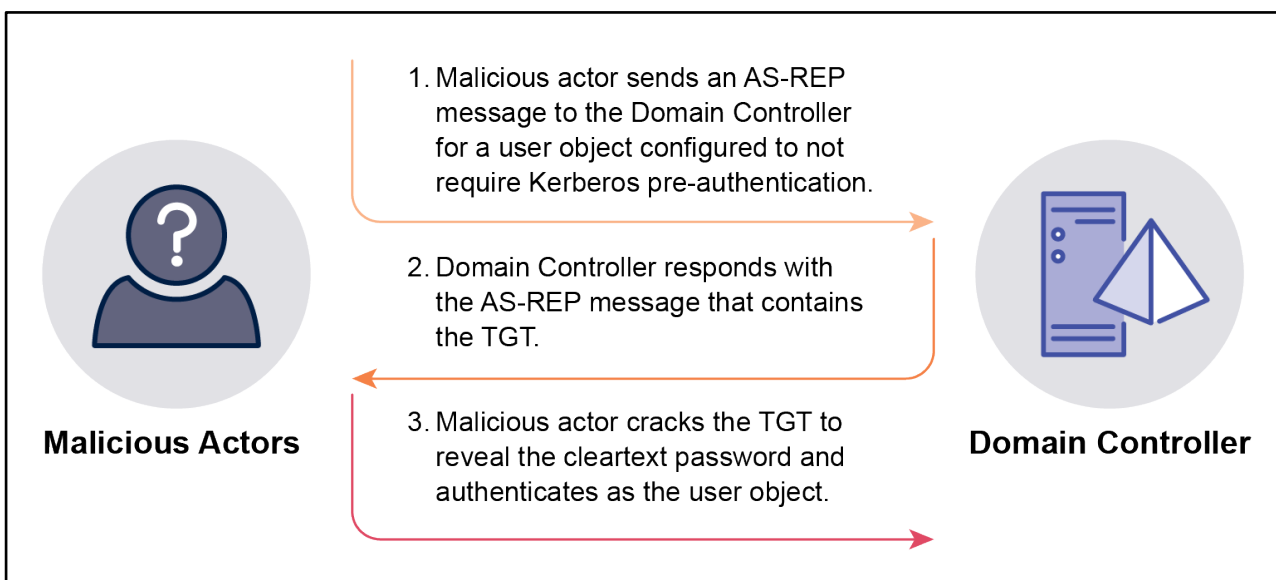 1. Malicious actor sends an AS-REP
message to the Domain Controller
for a user object configured to not
require Kerberos pre-authentication.
2. Domain Controller responds with
the AS-REP message that contains
the TGT.
3. Malicious actor cracks the TGT to
reveal the cleartext password and
authenticates as the user object.
?
Malicious Actors
Domain Controller